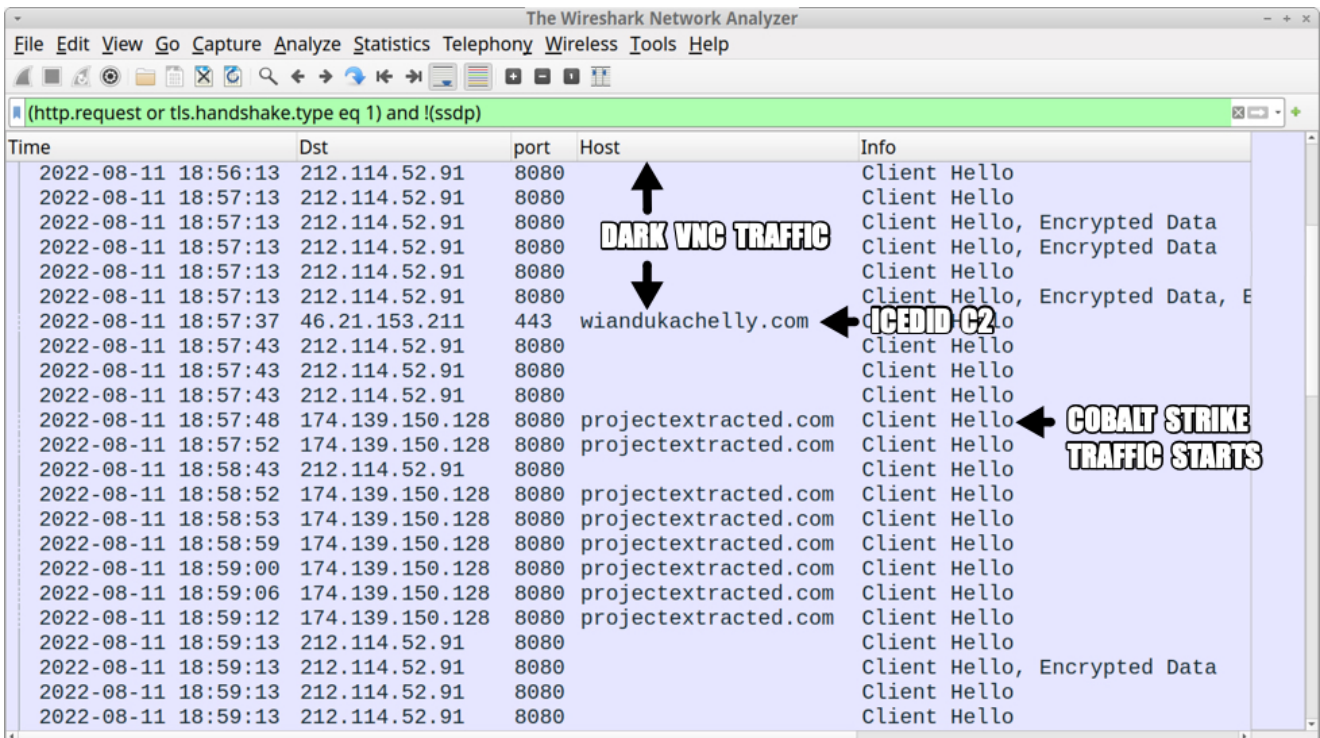 The Wireshark Network Analyzer
File Edit View Go Capture Analyze Statistics Telephony Wireless Tools Help
(http.request or tls.handshake.type eq 1) and !(ssdp)
Time Dst port Host Info
2022-08-11 18:56:13 212.114.52.91 8080 Client Hello
2022-08-11 18:57:13 212.114.52.91 8080 Client Hello
2022-08-11 18:57:13 212.114.52.91 8080 Client Hello, Encrypted Data
DARK VNC TRAFFIC
2022-08-11 18:57:13 212.114.52.91 8080 Client Hello, Encrypted Data
2022-08-11 18:57:13 212.114.52.91 8080 Client Hello
2022-08-11 18:57:13 212.114.52.91 8080 Client Hello, Encrypted Data, E
2022-08-11 18:57:37 46.21.153.211 443 wiandukachelly.com ICEDID C2
2022-08-11 18:57:43 212.114.52.91 8080 Client Hello
2022-08-11 18:57:43 212.114.52.91 8080 Client Hello
2022-08-11 18:57:43 212.114.52.91 8080 Client Hello
2022-08-11 18:57:48 174.139.150.128 8080 projectextracted.com Client Hello COBALT STRIKE
2022-08-11 18:57:52 174.139.150.128 8080 projectextracted.com Client Hello TRAFFIC STARTS
2022-08-11 18:58:43 212.114.52.91 8080 Client Hello
2022-08-11 18:58:52 174.139.150.128 8080 projectextracted.com Client Hello
2022-08-11 18:58:53 174.139.150.128 8080 projectextracted.com Client Hello
2022-08-11 18:58:59 174.139.150.128 8080 projectextracted.com Client Hello
2022-08-11 18:59:00 174.139.150.128 8080 projectextracted.com Client Hello
2022-08-11 18:59:06 174.139.150.128 8080 projectextracted.com Client Hello
2022-08-11 18:59:12 174.139.150.128 8080 projectextracted.com Client Hello
2022-08-11 18:59:13 212.114.52.91 8080 Client Hello
2022-08-11 18:59:13 212.114.52.91 8080 Client Hello, Encrypted Data
2022-08-11 18:59:13 212.114.52.91 8080 Client Hello
2022-08-11 18:59:13 212.114.52.91 8080 Client Hello